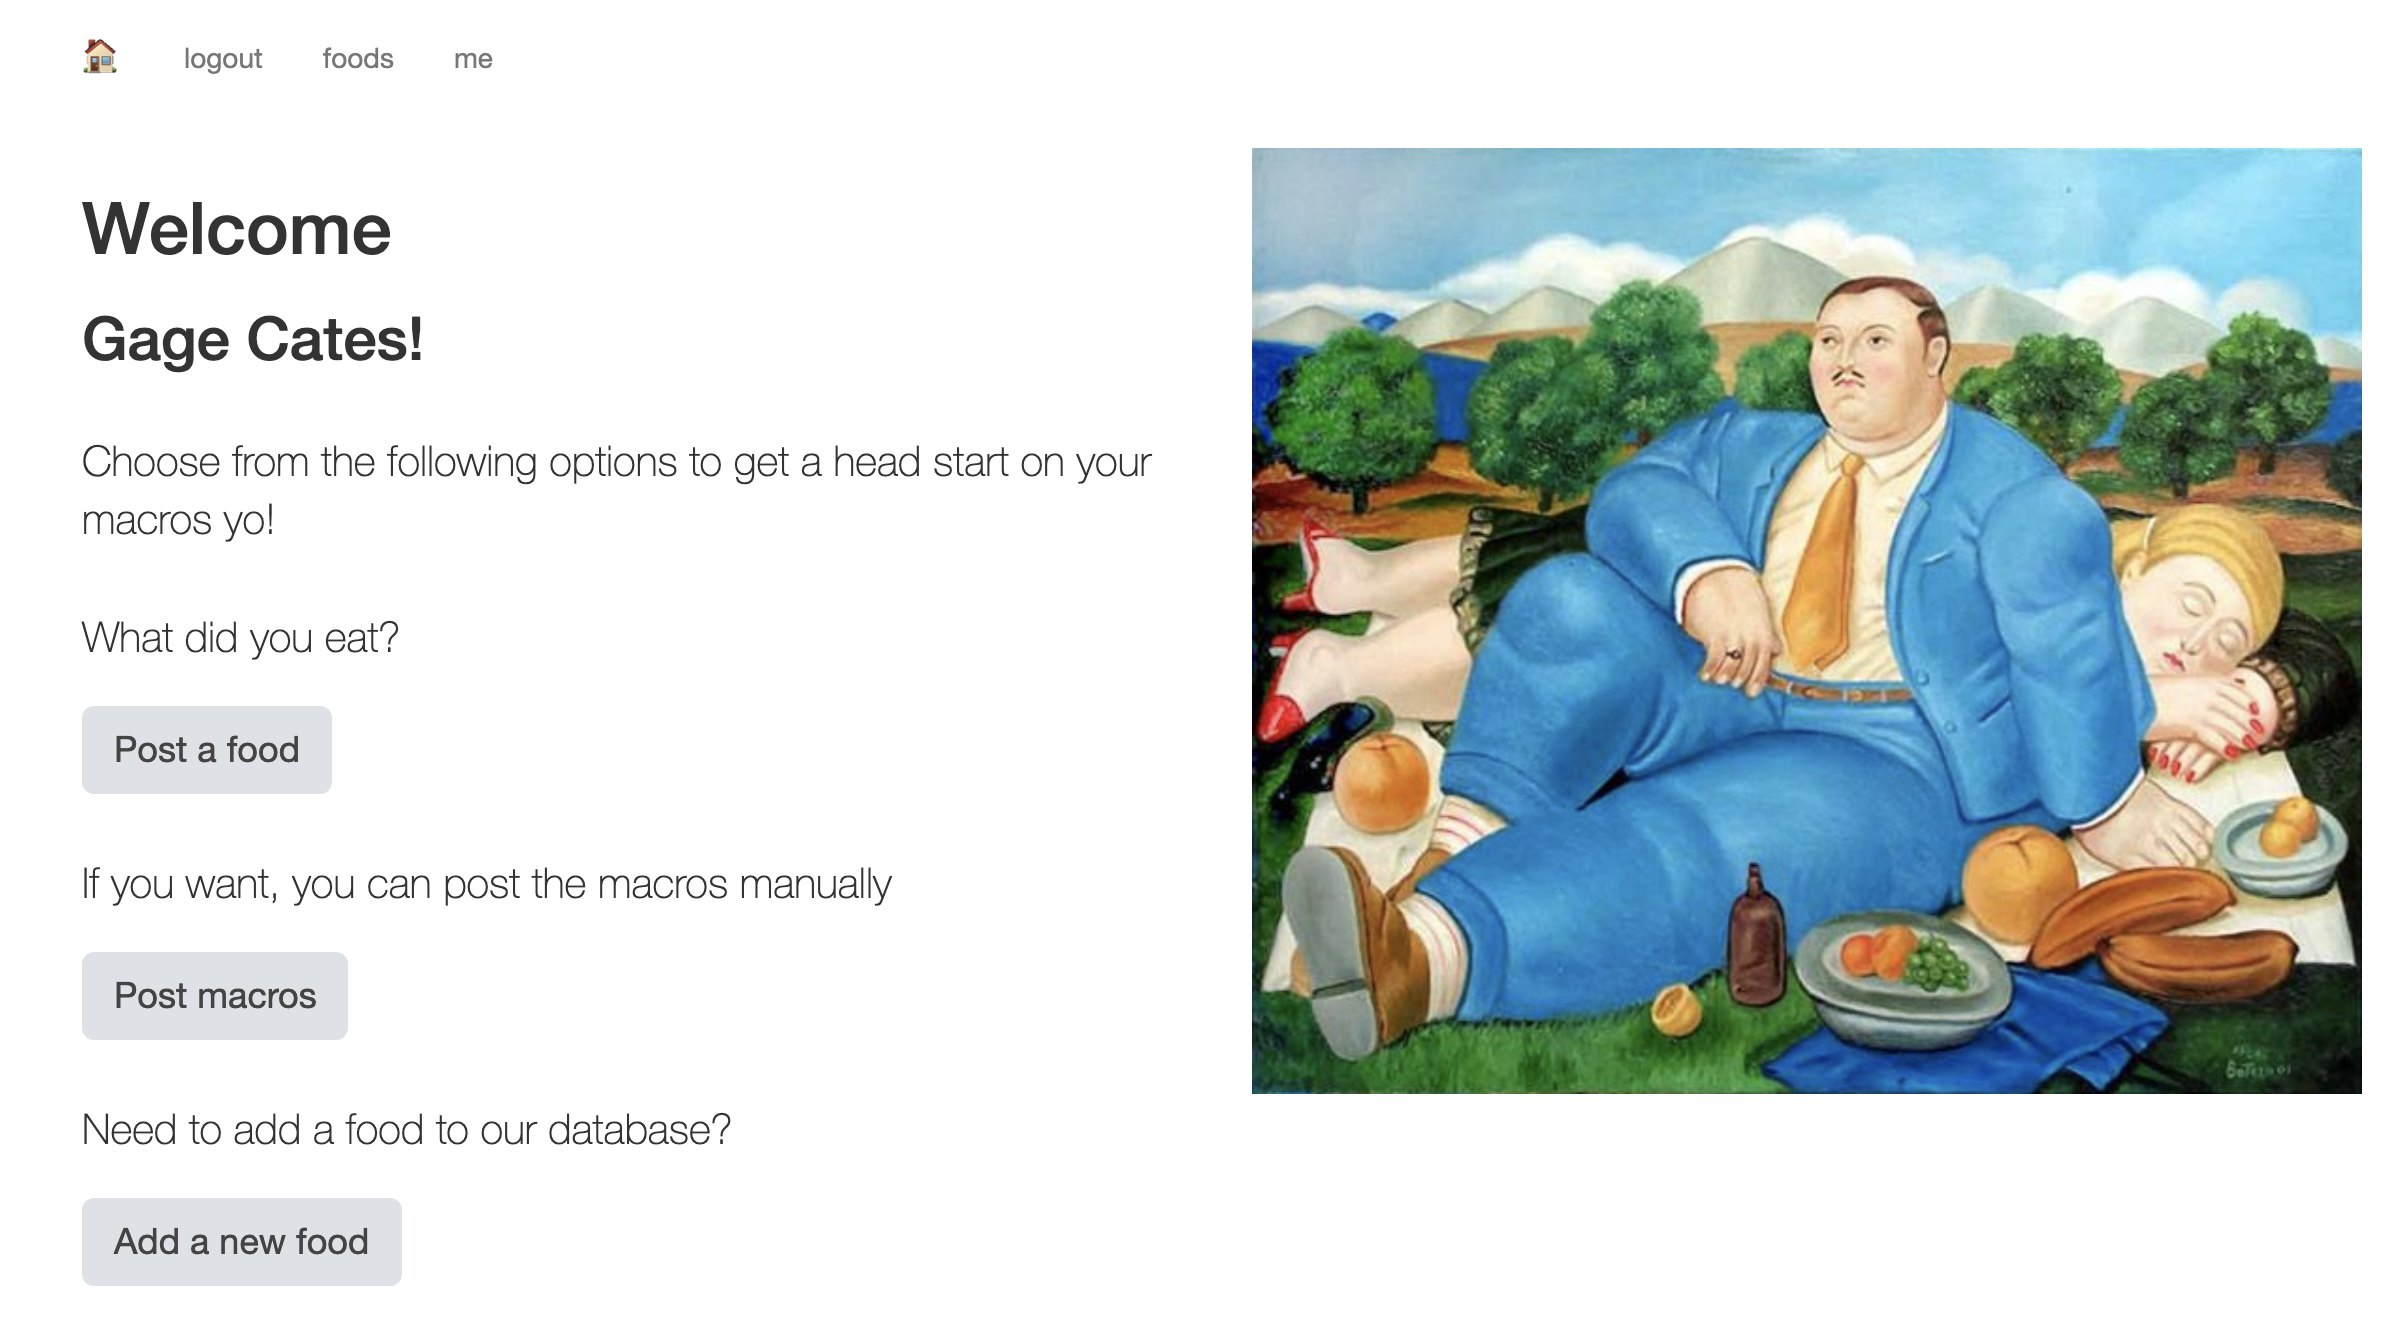 logout foods me
Welcome
Gage Cates!
Choose from the following options to get a head start on your
macros yo!
What did you eat?
Post a food
If you want, you can post the macros manually
Post macros
Need to add a food to our database?
Add a new food